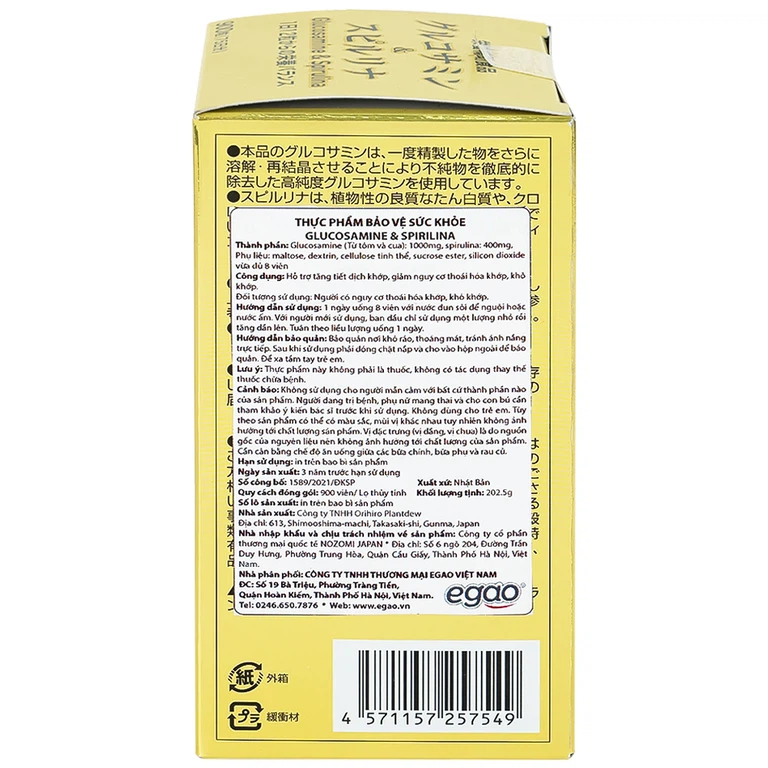 グルコサミン
&
スピルリナ
Glucosamine & Spirulina
●本品のグルコサミンは、一度精製した物をさらに
溶解・再結晶させることにより不純物を徹底的に
除去した高純度グルコサミンを使用しています。
●スピルリナは、植物性の良質なたん白質や、クロ
THỰC PHẨM BẢO VỆ SỨC KHỎE
GLUCOSAMINE & SPIRILINA
Thành phần: Glucosamine (Từ tôm và cua): 1000mg, spirulina: 400mg,
Phụ liệu: maltose, dextrin, cellulose tinh thể, sucrose ester, silicon dioxide
vừa đủ 8 viên
Công dụng: Hỗ trợ tăng tiết dịch khớp, giảm nguy cơ thoái hóa khớp, khô
khớp.
Đối tượng sử dụng: Người có nguy cơ thoái hóa khớp, khô khớp.
Hướng dẫn sử dụng: 1 ngày uống 8 viên với nước đun sôi để nguội hoặc
nước ấm. Với người mới sử dụng, ban đầu chỉ sử dụng một lượng nhỏ rồi
tăng dần lên. Tuân theo liều lượng uống 1 ngày.
Hướng dẫn bảo quản: Bảo quản nơi khô ráo, thoáng mát, tránh ánh nắng
trực tiếp. Sau khi sử dụng phải đóng chặt nắp và cho vào hộp ngoài để bảo
quản. Để xa tầm tay trẻ em.
Lưu ý: Thực phẩm này không phải là thuốc, không có tác dụng thay thế
thuốc chữa bệnh.
Cảnh báo: Không sử dụng cho người mẫn cảm với bất cứ thành phần nào
của sản phẩm. Người đang trị bệnh, phụ nữ mang thai và cho con bú cần
tham khảo ý kiến bác sĩ trước khi sử dụng. Không dùng cho trẻ em. Tùy
theo sản phẩm có thể có màu sắc, mùi vị khác nhau tuy nhiên không ảnh
hưởng tới chất lượng sản phẩm. Vị đặc trưng (vị đắng, vị chua) là do nguồn
gốc của nguyên liệu nên không ảnh hưởng tới chất lượng của sản phẩm.
Cần cân bằng chế độ ăn uống giữa các bữa chính, bữa phụ và rau củ.
Hạn sử dụng: in trên bao bì sản phẩm
Ngày sản xuất: 3 năm trước hạn sử dụng
Số công bố: 1589/2021/ĐKSP Xuất xứ: Nhật Bản
Quy cách đóng gói: 900 viên/ Lọ thủy tinh Khối lượng tịnh: 202.5g
Số lô sản xuất: in trên bao bì sản phẩm
Nhà sản xuất: Công ty TNHH Orihiro Plantdew
Địa chỉ: 613, Shimooshima-machi, Takasaki-shi, Gunma, Japan
Nhà nhập khẩu và chịu trách nhiệm về sản phẩm: Công ty cổ phần
thương mại quốc tế NOZOMI JAPAN * Địa chỉ: Số 6 ngõ 204, Đường Trần
Duy Hưng, Phường Trung Hòa, Quận Cầu Giấy, Thành Phố Hà Nội, Việt
Nam.
Nhà phân phối: CÔNG TY TNHH THƯƠNG MẠI EGAO VIỆT NAM
ĐC: Số 19 Bà Triệu, Phường Tràng Tiền,
Quận Hoàn Kiếm, Thành Phố Hà Nội, Việt Nam.
Tel: 0246.650.7876 * Web: www.egao.vn
egao
紙 外箱
プラ 緩衝材
4 571157 257549